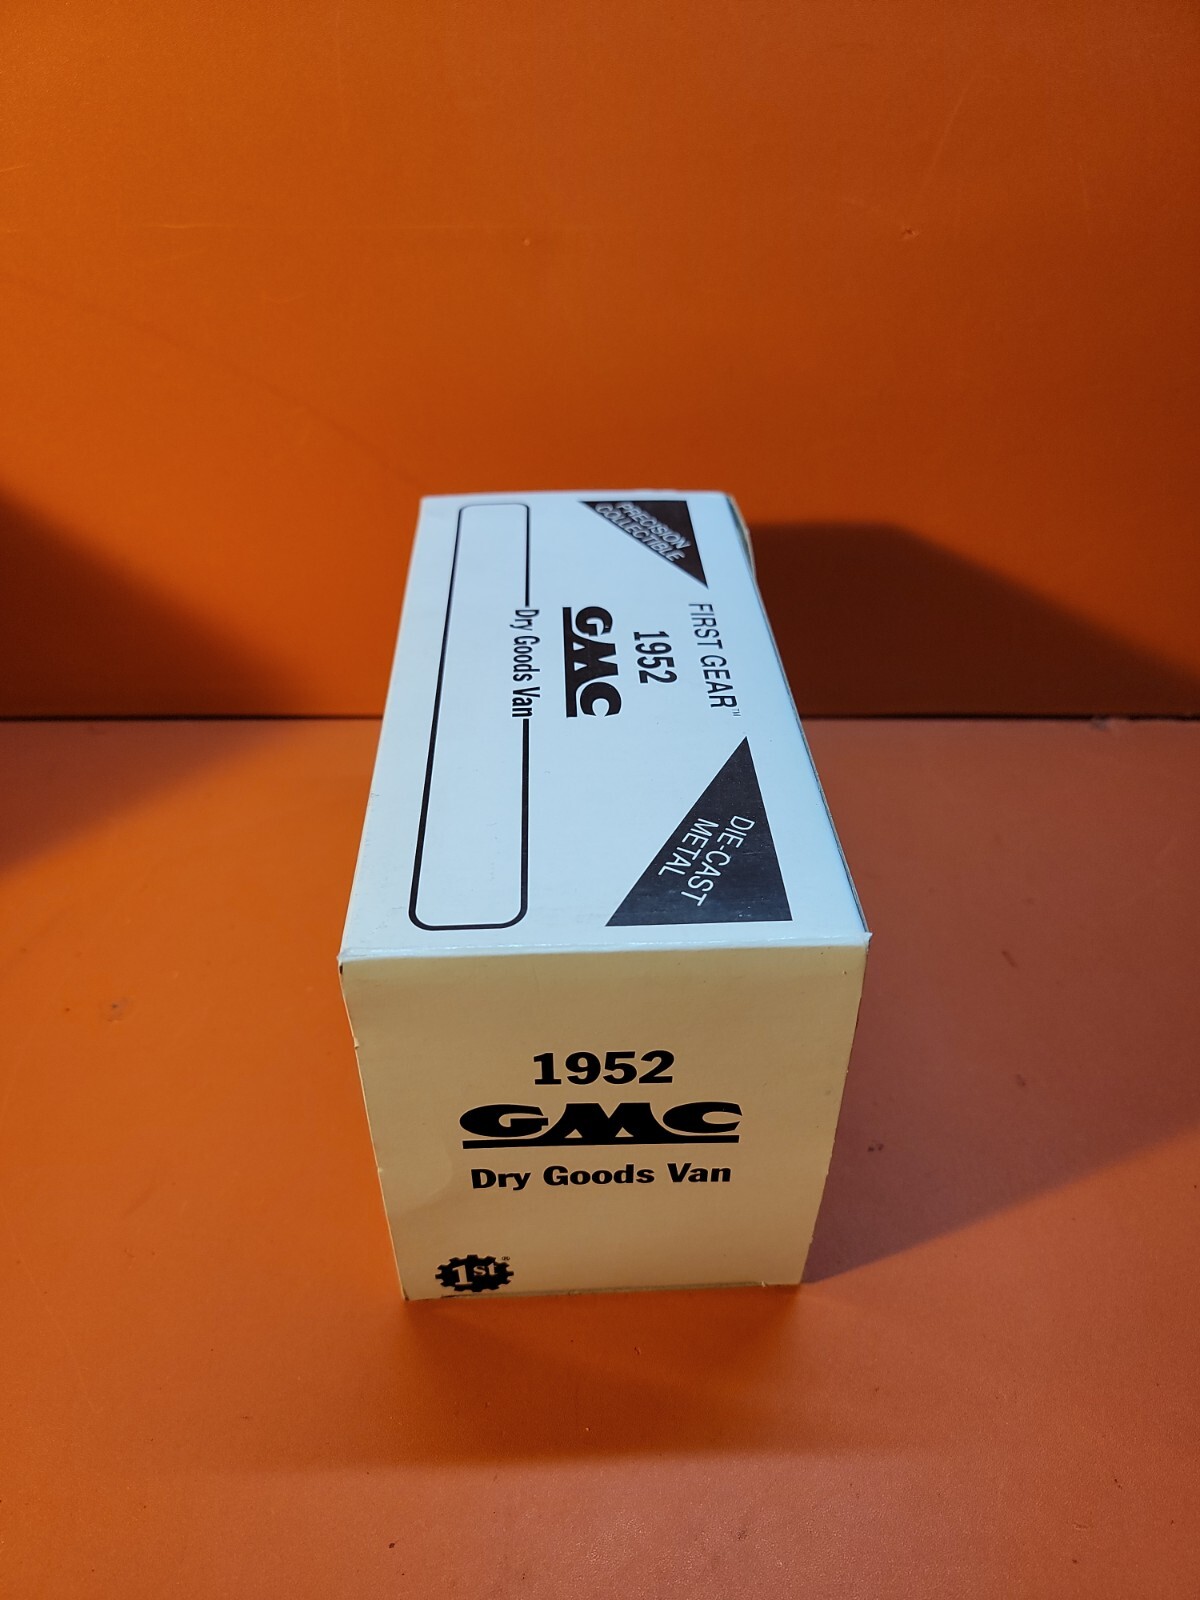 PRECISION
COLLECTIBLE
FIRST GEAR™
DIE-CAST
METAL
1952
GMC
Dry Goods Van
1952
GMC
Dry Goods Van
1st®